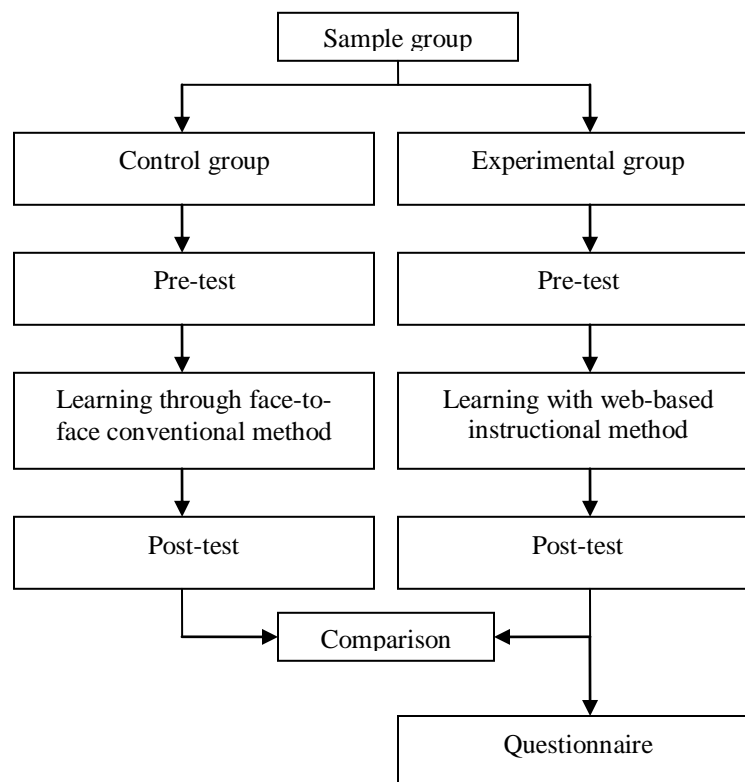 Sample group
Control group
Experimental group
Pre-test
Pre-test
Learning through face-to-
face conventional method
Learning with web-based
instructional method
Post-test
Post-test
Comparison
Questionnaire